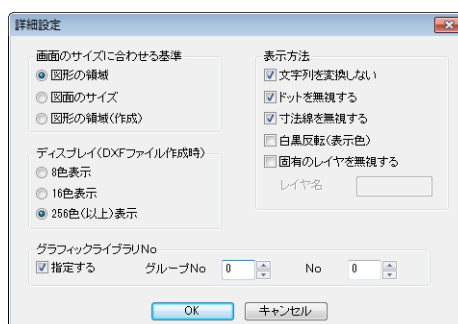 詳細設定
画面のサイズに合わせる基準
図形の領域
図面のサイズ
図形の領域(作成)
ディスプレイ(DXFファイル作成時)
8色表示
16色表示
256色(以上)表示
表示方法
文字列を変換しない
ドットを無視する
寸法線を無視する
白黒反転(表示色)
固有のレイヤを無視する
レイヤ名
グラフィックライブラリNo
指定する グループNo 0 No 0
OK キャンセル